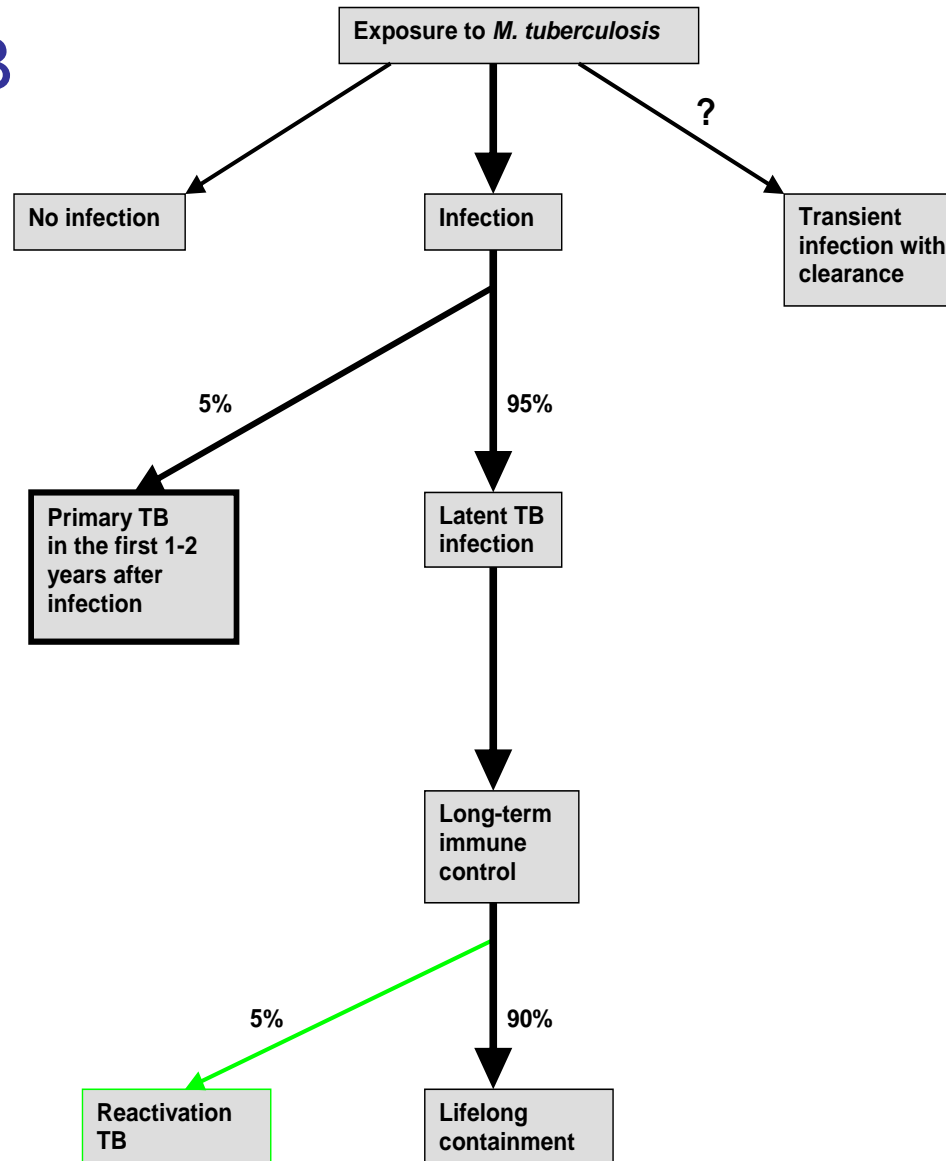 B
Exposure to M. tuberculosis
?
No infection
Infection
Transient
infection with
clearance
5%
95%
Primary TB
in the first 1-2
years after
infection
Latent TB
infection
Long-term
immune
control
5%
90%
Reactivation
TB
Lifelong
containment